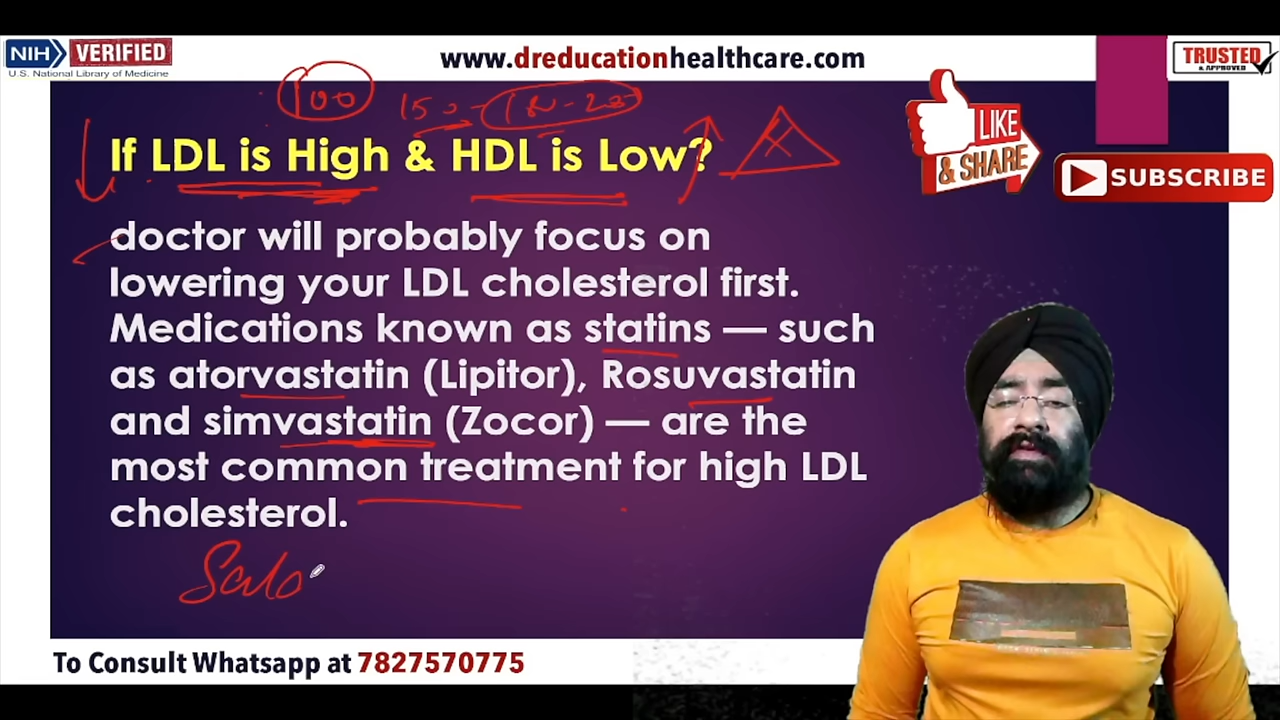 NIH VERIFIED
U.S. National Library of Medicine
www.dreducationhealthcare.com
TRUSTED
& APPROVED
100
LIKE
& SHARE
SUBSCRIBE
If LDL is High & HDL is Low?
doctor will probably focus on
lowering your LDL cholesterol first.
Medications known as statins — such
as atorvastatin (Lipitor), Rosuvastatin
and simvastatin (Zocor) — are the
most common treatment for high LDL
cholesterol.
To Consult Whatsapp at 7827570775